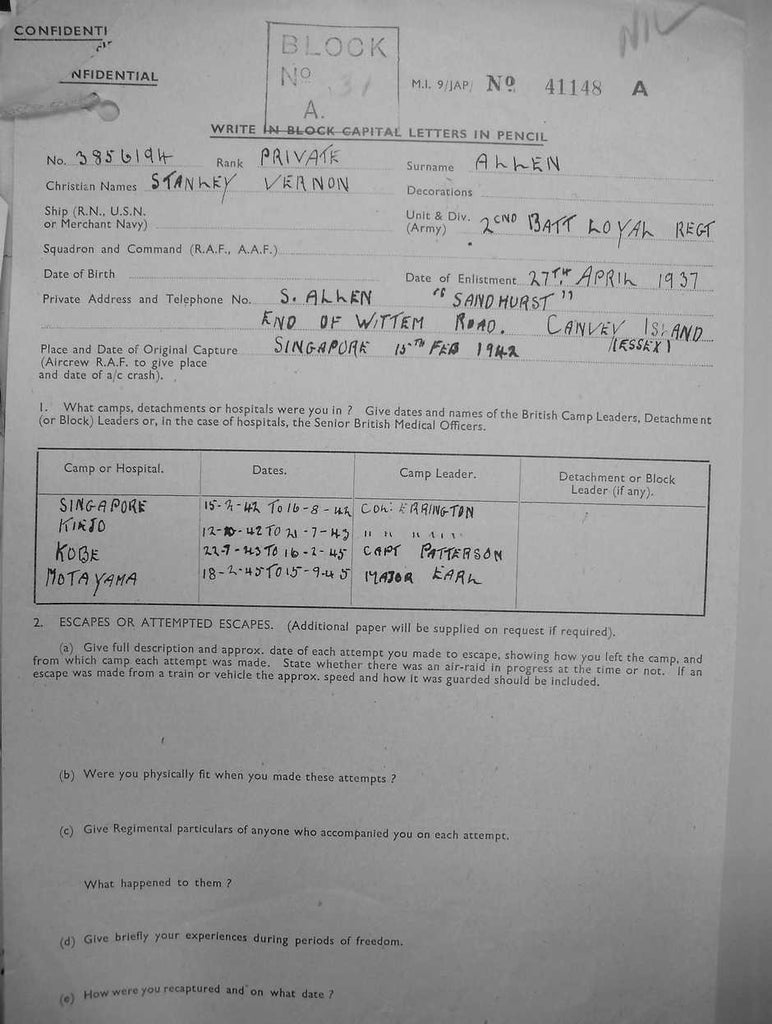 CONFIDENTI
NFIDENTIAL
NIL
BLOCK
No
A.
M.I. 9/JAP/ No 41148 A
WRITE IN BLOCK CAPITAL LETTERS IN PENCIL
No. 3856194 Rank PRIVATE Surname ALLEN
Christian Names STANLEY VERNON Decorations
Ship (R.N., U.S.N. or Merchant Navy)
Unit & Div. (Army) 2CND BATT LOYAL REGT
Squadron and Command (R.A.F., A.A.F.)
Date of Birth Date of Enlistment 27TH APRIL 1937
Private Address and Telephone No. S. ALLEN "SANDHURST"
END OF WITTEM ROAD. CANVEY ISLAND
(ESSEX)
Place and Date of Original Capture SINGAPORE 15TH FEB 1942
(Aircrew R.A.F. to give place
and date of a/c crash).
1. What camps, detachments or hospitals were you in ? Give dates and names of the British Camp Leaders, Detachment
(or Block) Leaders or, in the case of hospitals, the Senior British Medical Officers.
Camp or Hospital. Dates. Camp Leader. Detachment or Block
Leader (if any).
SINGAPORE 15-2-42 TO 16-8-42 COL: ERRINGTON
12-10-42 TO 21-7-43 " " " " "
KOBE 22-7-43 TO 16-2-45 CAPT PATTERSON
MOTAYAMA 18-2-45 TO 15-9-45 MAJOR EARL
2. ESCAPES OR ATTEMPTED ESCAPES. (Additional paper will be supplied on request if required).
(a) Give full description and approx. date of each attempt you made to escape, showing how you left the camp, and
from which camp each attempt was made. State whether there was an air-raid in progress at the time or not. If an
escape was made from a train or vehicle the approx. speed and how it was guarded should be included.
(b) Were you physically fit when you made these attempts ?
(c) Give Regimental particulars of anyone who accompanied you on each attempt.
What happened to them ?
(d) Give briefly your experiences during periods of freedom.
(e) How were you recaptured and on what date ?